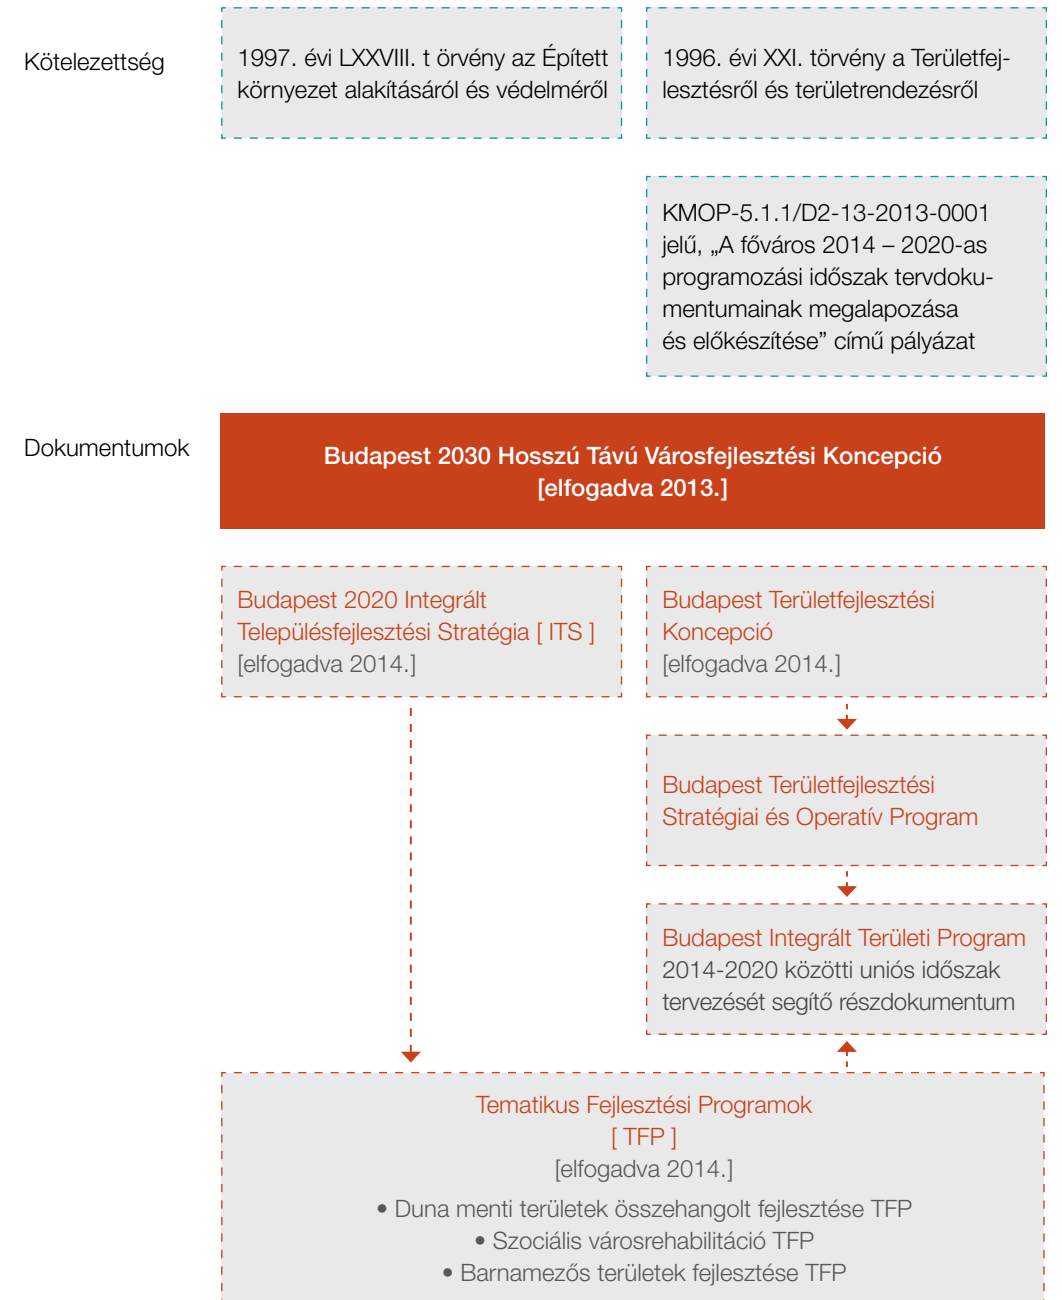 Kötelezettség
1997. évi LXXVIII. t örvény az Épített
környezet alakításáról és védelméről
1996. évi XXI. törvény a Területfej-
lesztésről és területrendezésről
KMOP-5.1.1/D2-13-2013-0001
jelű, „A főváros 2014 – 2020-as
programozási időszak tervdoku-
mentumainak megalapozása
és előkészítése” című pályázat
Dokumentumok
Budapest 2030 Hosszú Távú Városfejlesztési Koncepció
[elfogadva 2013.]
Budapest 2020 Integrált
Településfejlesztési Stratégia [ ITS ]
[elfogadva 2014.]
Budapest Területfejlesztési
Koncepció
[elfogadva 2014.]
Budapest Területfejlesztési
Stratégiai és Operatív Program
Budapest Integrált Területi Program
2014-2020 közötti uniós időszak
tervezését segítő részdokumentum
Tematikus Fejlesztési Programok
[ TFP ]
[elfogadva 2014.]
• Duna menti területek összehangolt fejlesztése TFP
• Szociális városrehabilitáció TFP
• Barnamezős területek fejlesztése TFP